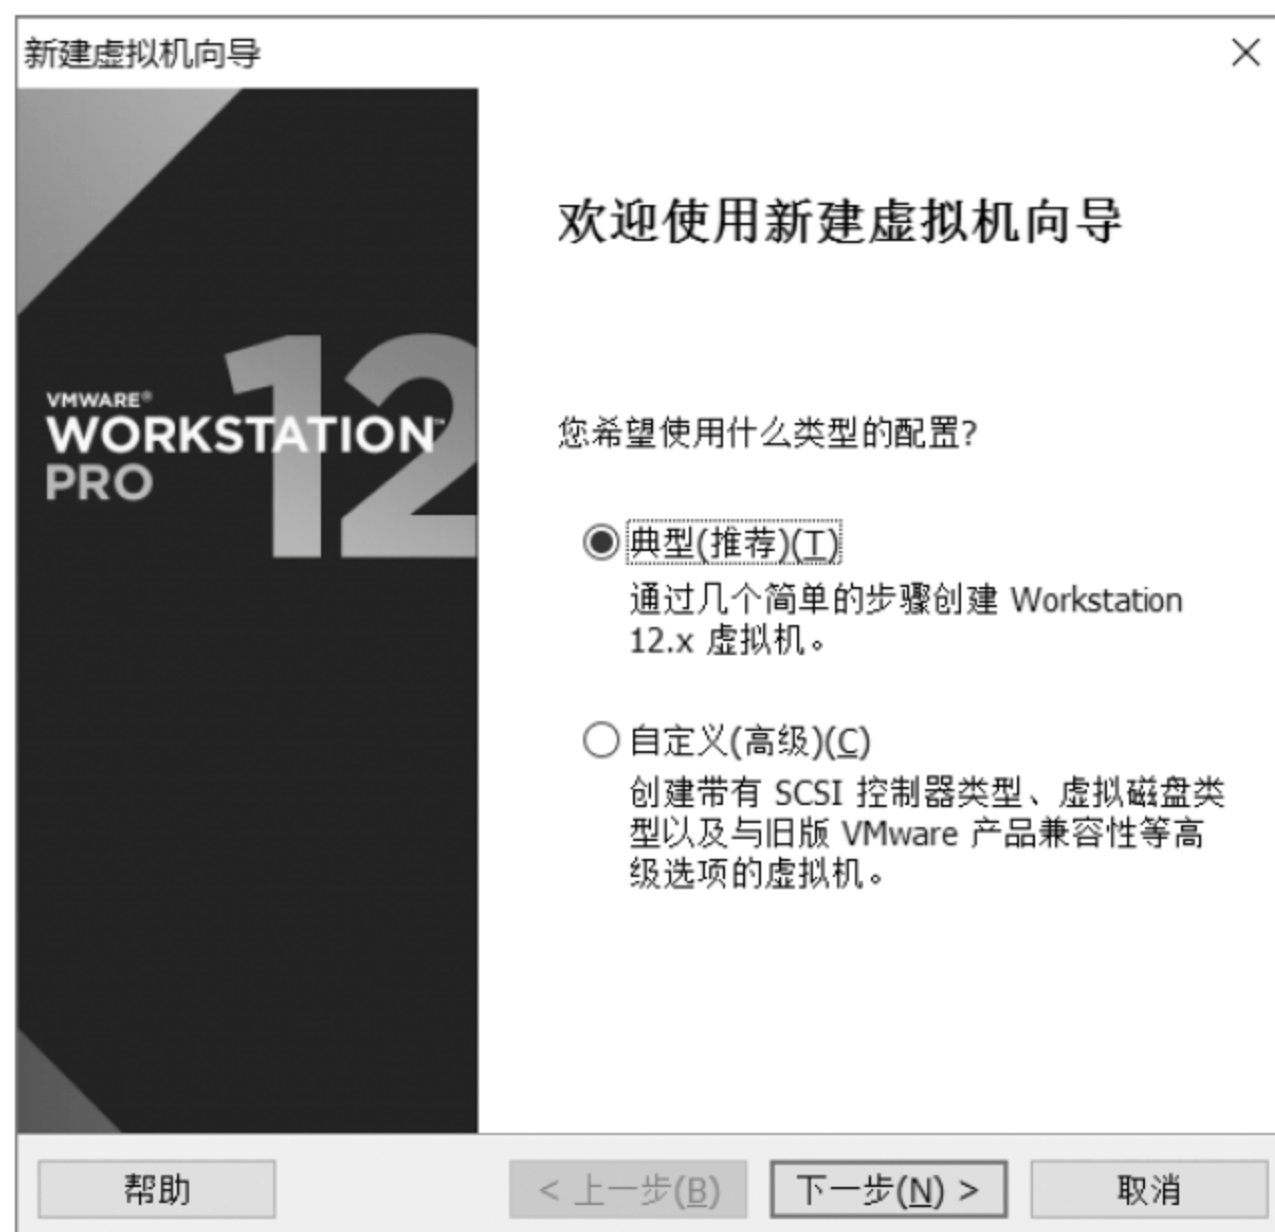 新建虚拟机向导
VMWARE®
WORKSTATION™
PRO
12
欢迎使用新建虚拟机向导
您希望使用什么类型的配置?
典型(推荐)(T)
通过几个简单的步骤创建 Workstation
12.x 虚拟机。
自定义(高级)(C)
创建带有 SCSI 控制器类型、虚拟磁盘类
型以及与旧版 VMware 产品兼容性等高
级选项的虚拟机。
帮助
< 上一步(B)
下一步(N) >
取消